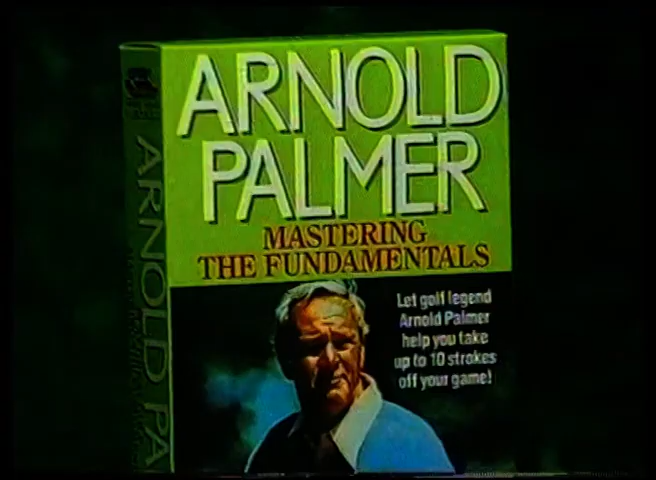 ARNOLD
PALMER
MASTERING
THE FUNDAMENTALS
Let golf legend
Arnold Palmer
help you take
up to 10 strokes
off your game!
ARNOLD PA